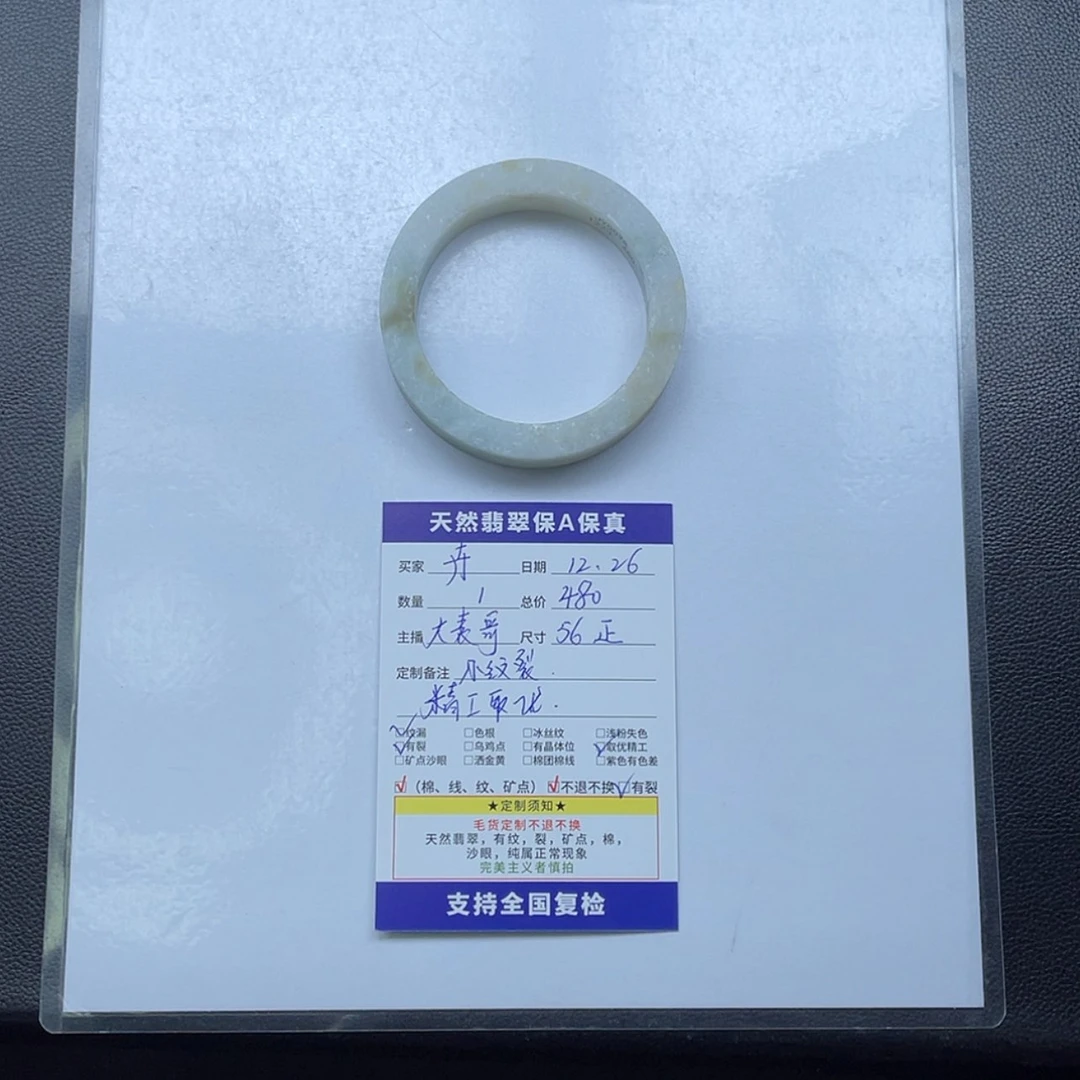 天然翡翠保A保真
买家 卉 日期 12.26
数量 1 总价 480
主播 大表哥 尺寸 56 正
定制备注 小纹裂.
精工取优.
□纹漏 □色根 □冰丝纹 □浅粉失色
☑有裂 □乌鸡点 □有晶体位 ☑取优精工
□矿点沙眼 □洒金黄 □棉团棉线 □紫色有色差
☑(棉、线、纹、矿点) ☑不退不换 ☑有裂
★定制须知★
毛货定制不退不换
天然翡翠,有纹,裂,矿点,棉,
沙眼,纯属正常现象
完美主义者慎拍
支持全国复检